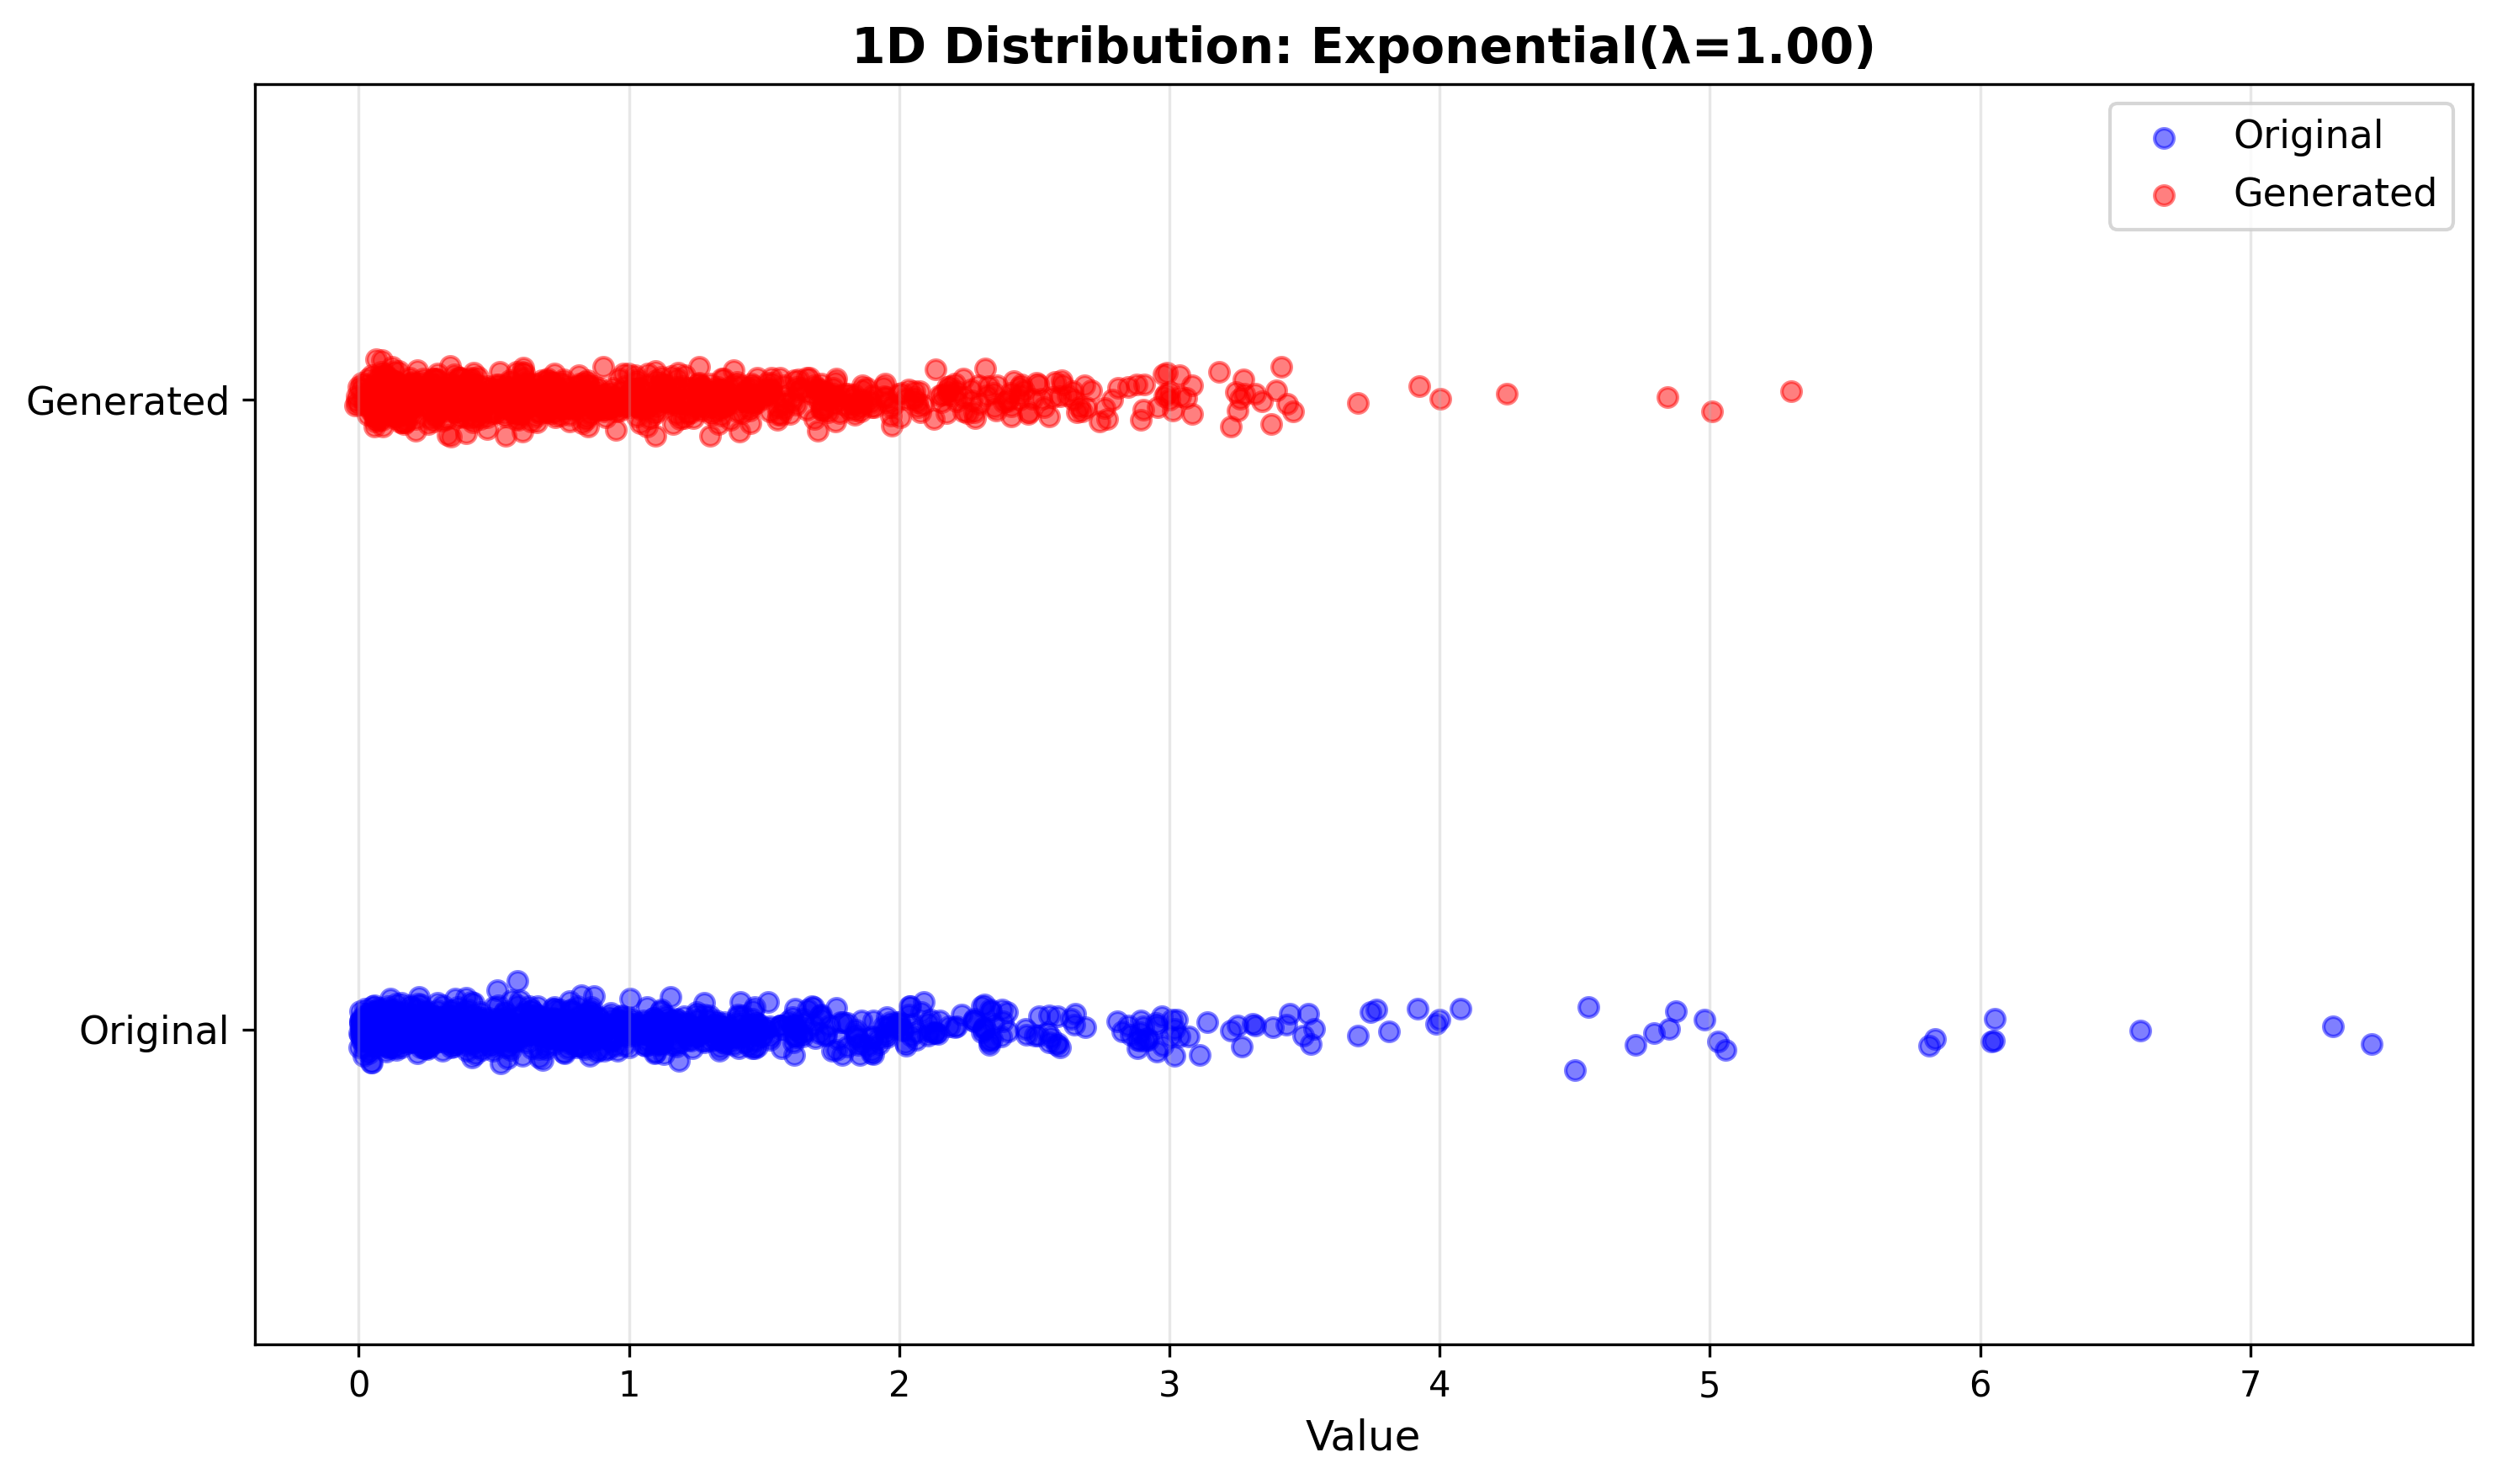 1D Distribution: Exponential(λ=1.00)
Original
Generated
Generated
Original
0 1 2 3 4 5 6 7
Value